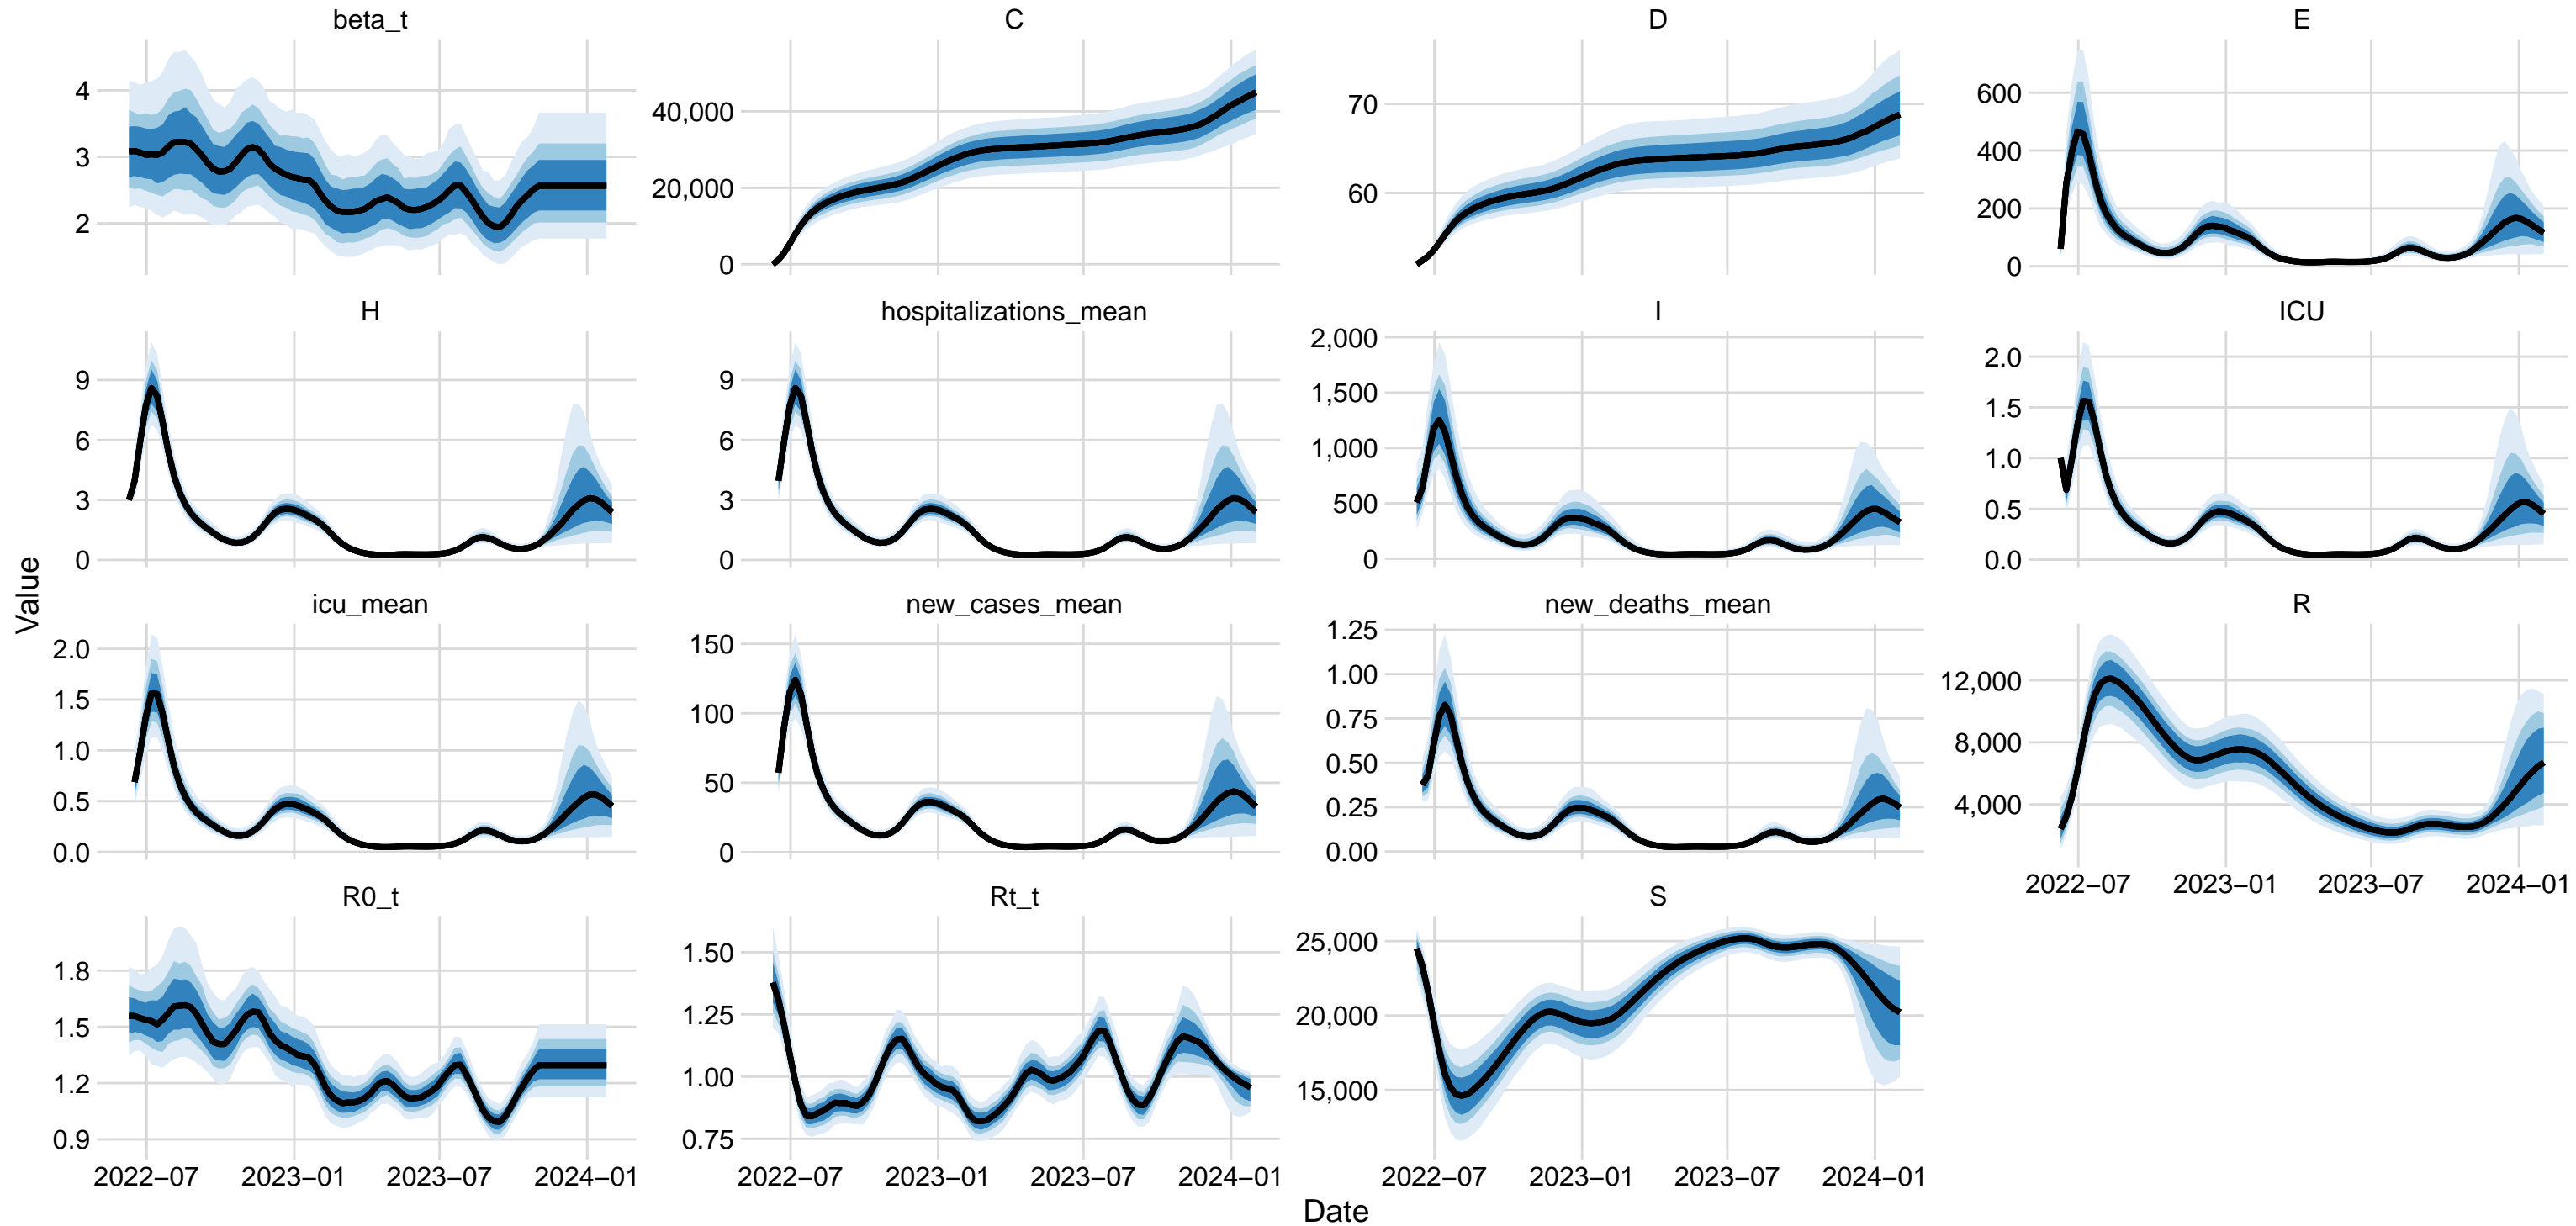 beta_t
C
D
E
4
3
2
40,000
20,000
0
70
60
600
400
200
0
H
hospitalizations_mean
I
ICU
9
6
3
0
9
6
3
0
2,000
1,500
1,000
500
0
2.0
1.5
1.0
0.5
0.0
Value
icu_mean
new_cases_mean
new_deaths_mean
R
2.0
1.5
1.0
0.5
0.0
150
100
50
0
1.25
1.00
0.75
0.50
0.25
0.00
12,000
8,000
4,000
2022−07 2023−01 2023−07 2024−01
R0_t
Rt_t
S
1.8
1.5
1.2
0.9
1.50
1.25
1.00
0.75
25,000
20,000
15,000
2022−07 2023−01 2023−07 2024−01
2022−07 2023−01 2023−07 2024−01
2022−07 2023−01 2023−07 2024−01
Date